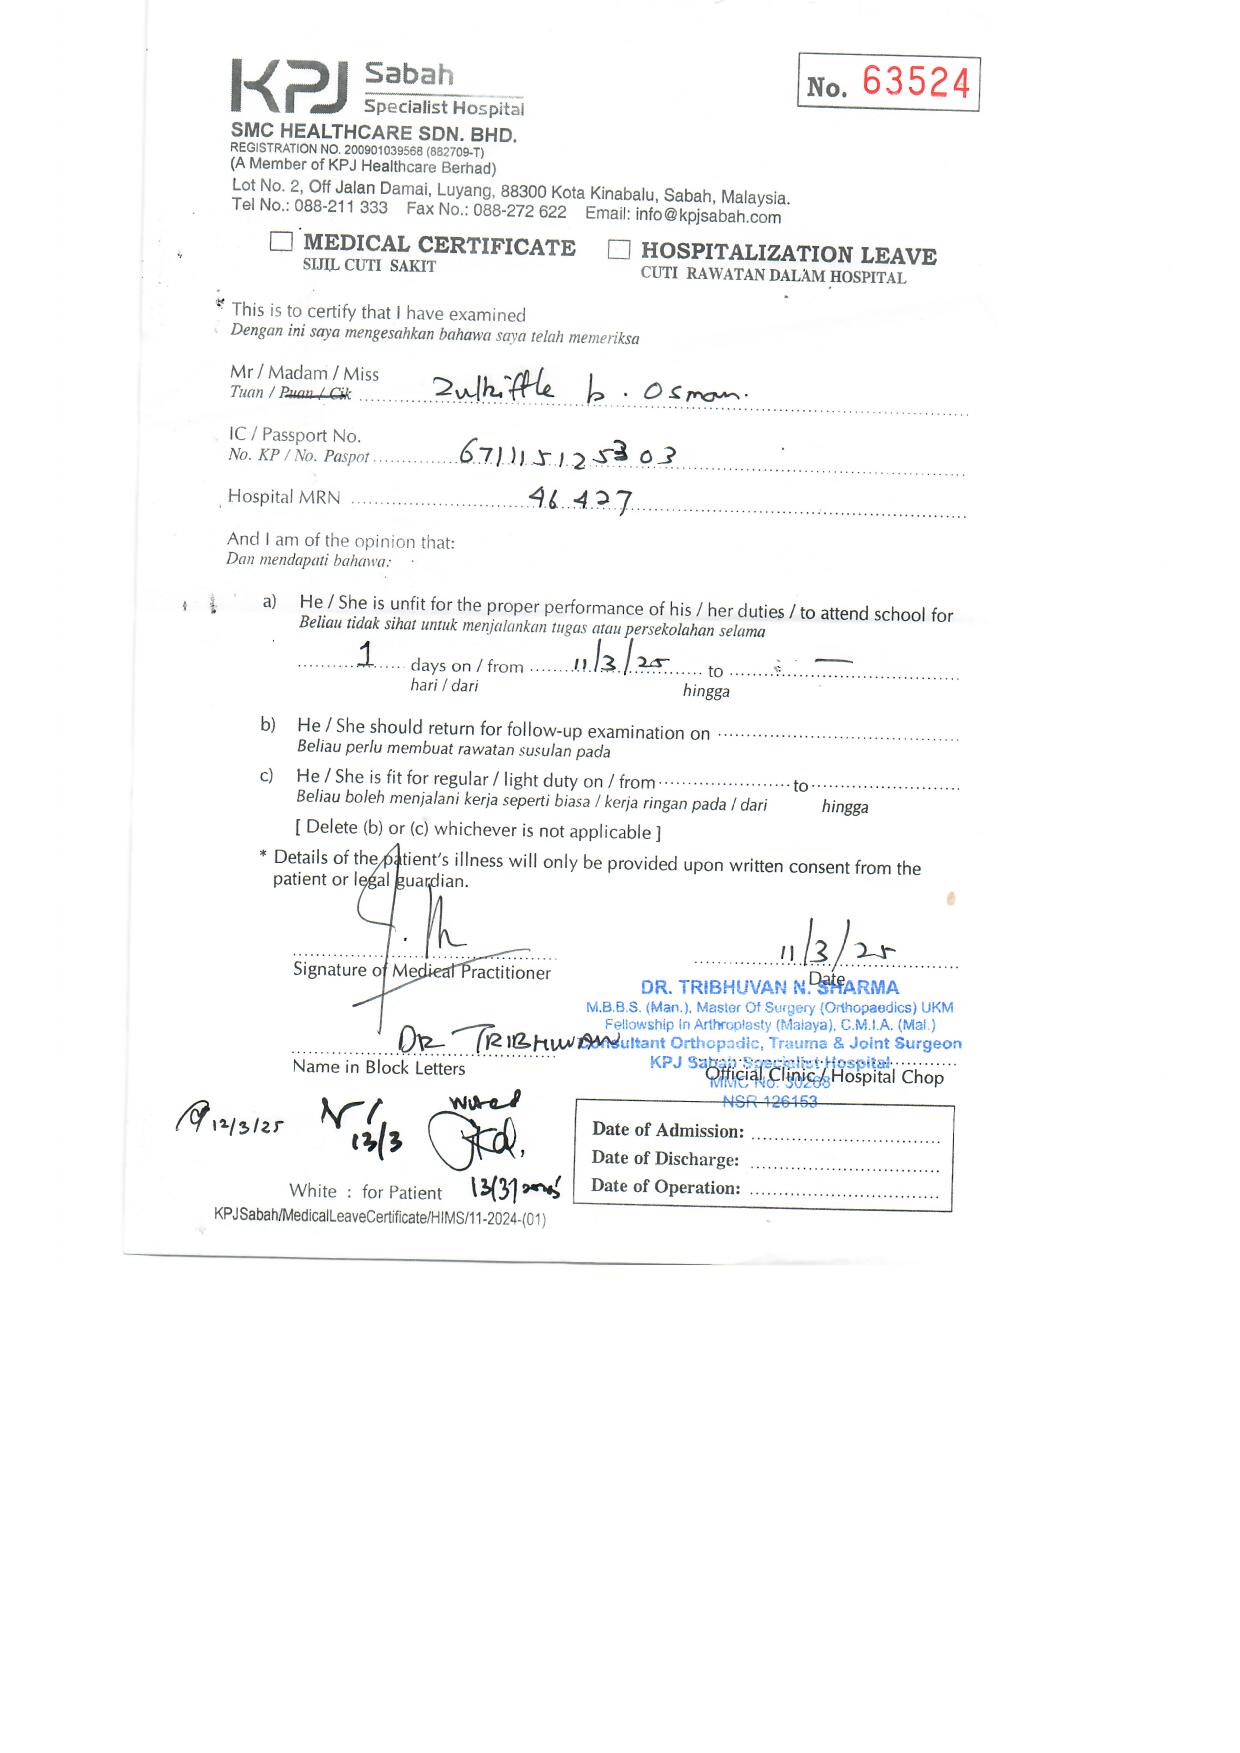 KPJ Sabah
Specialist Hospital
No. 63524
SMC HEALTHCARE SDN. BHD.
REGISTRATION NO. 200901039568 (882709-T)
(A Member of KPJ Healthcare Berhad)
Lot No. 2, Off Jalan Damai, Luyang, 88300 Kota Kinabalu, Sabah, Malaysia.
Tel No.: 088-211 333 Fax No.: 088-272 622 Email: info@kpjsabah.com
MEDICAL CERTIFICATE HOSPITALIZATION LEAVE
SIJIL CUTI SAKIT CUTI RAWATAN DALAM HOSPITAL
This is to certify that I have examined
Dengan ini saya mengesahkan bahawa saya telah memeriksa
Mr / Madam / Miss
Tuan / Puan / Cik Zulkiffle b. Osman.
IC / Passport No.
No. KP / No. Paspot 671115125303
Hospital MRN 46427
And I am of the opinion that:
Dan mendapati bahawa:
a) He / She is unfit for the proper performance of his / her duties / to attend school for
Beliau tidak sihat untuk menjalankan tugas atau persekolahan selama
1 days on / from 11/3/25 to —
hari / dari hingga
b) He / She should return for follow-up examination on
Beliau perlu membuat rawatan susulan pada
c) He / She is fit for regular / light duty on / from to
Beliau boleh menjalani kerja seperti biasa / kerja ringan pada / dari hingga
[ Delete (b) or (c) whichever is not applicable ]
* Details of the patient's illness will only be provided upon written consent from the
patient or legal guardian.
11/3/25
Signature of Medical Practitioner Date
DR. TRIBHUVAN N. SHARMA
M.B.B.S. (Man.), Master Of Surgery (Orthopaedics) UKM
Fellowship In Arthroplasty (Malaya), C.M.I.A. (Mal.)
DR TRIBHUVAN Consultant Orthopadic, Trauma & Joint Surgeon
KPJ Sabah Specialist Hospital
Name in Block Letters Official Clinic / Hospital Chop
MMC No. 30268
NSR 126153
12/3/25 13/3
Date of Admission:
Date of Discharge:
White : for Patient 13/3/2025 Date of Operation:
KPJSabah/MedicalLeaveCertificate/HIMS/11-2024-(01)